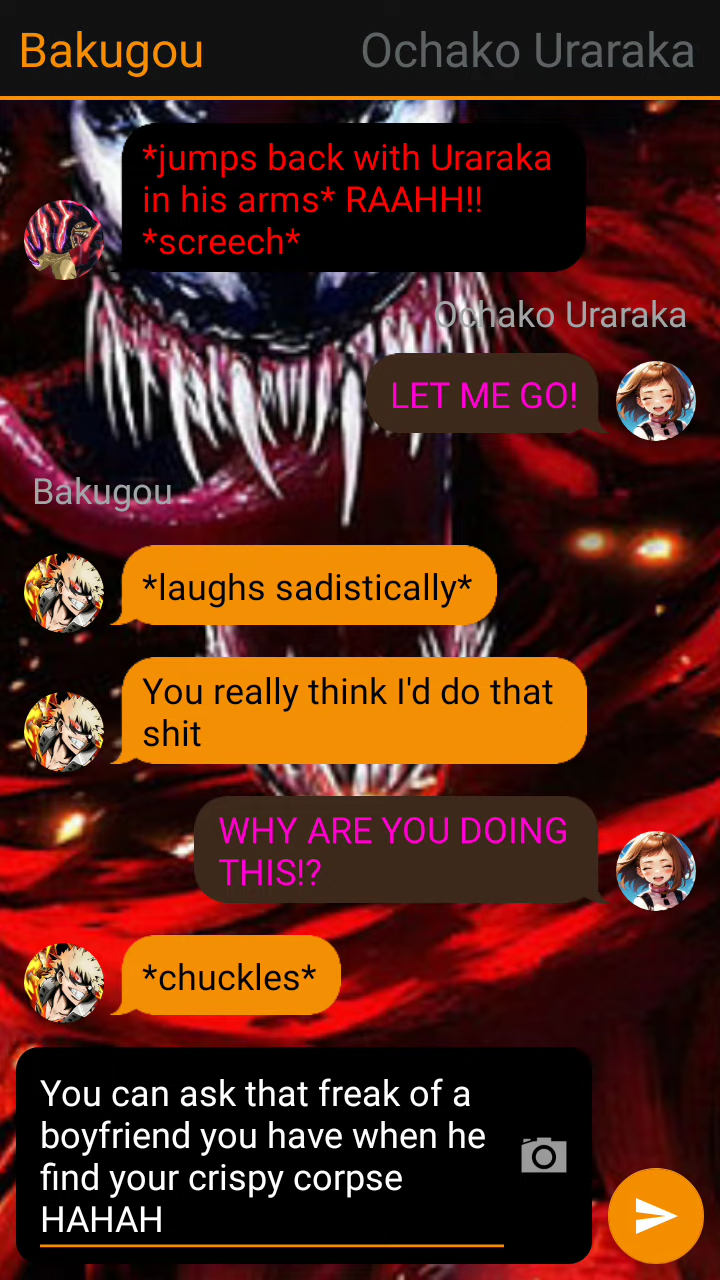 Bakugou
Ochako Uraraka
*jumps back with Uraraka
in his arms* RAAHH!!
*screech*
Ochako Uraraka
LET ME GO!
Bakugou
*laughs sadistically*
You really think I'd do that
shit
WHY ARE YOU DOING
THIS!?
*chuckles*
You can ask that freak of a
boyfriend you have when he
find your crispy corpse
HAHAH